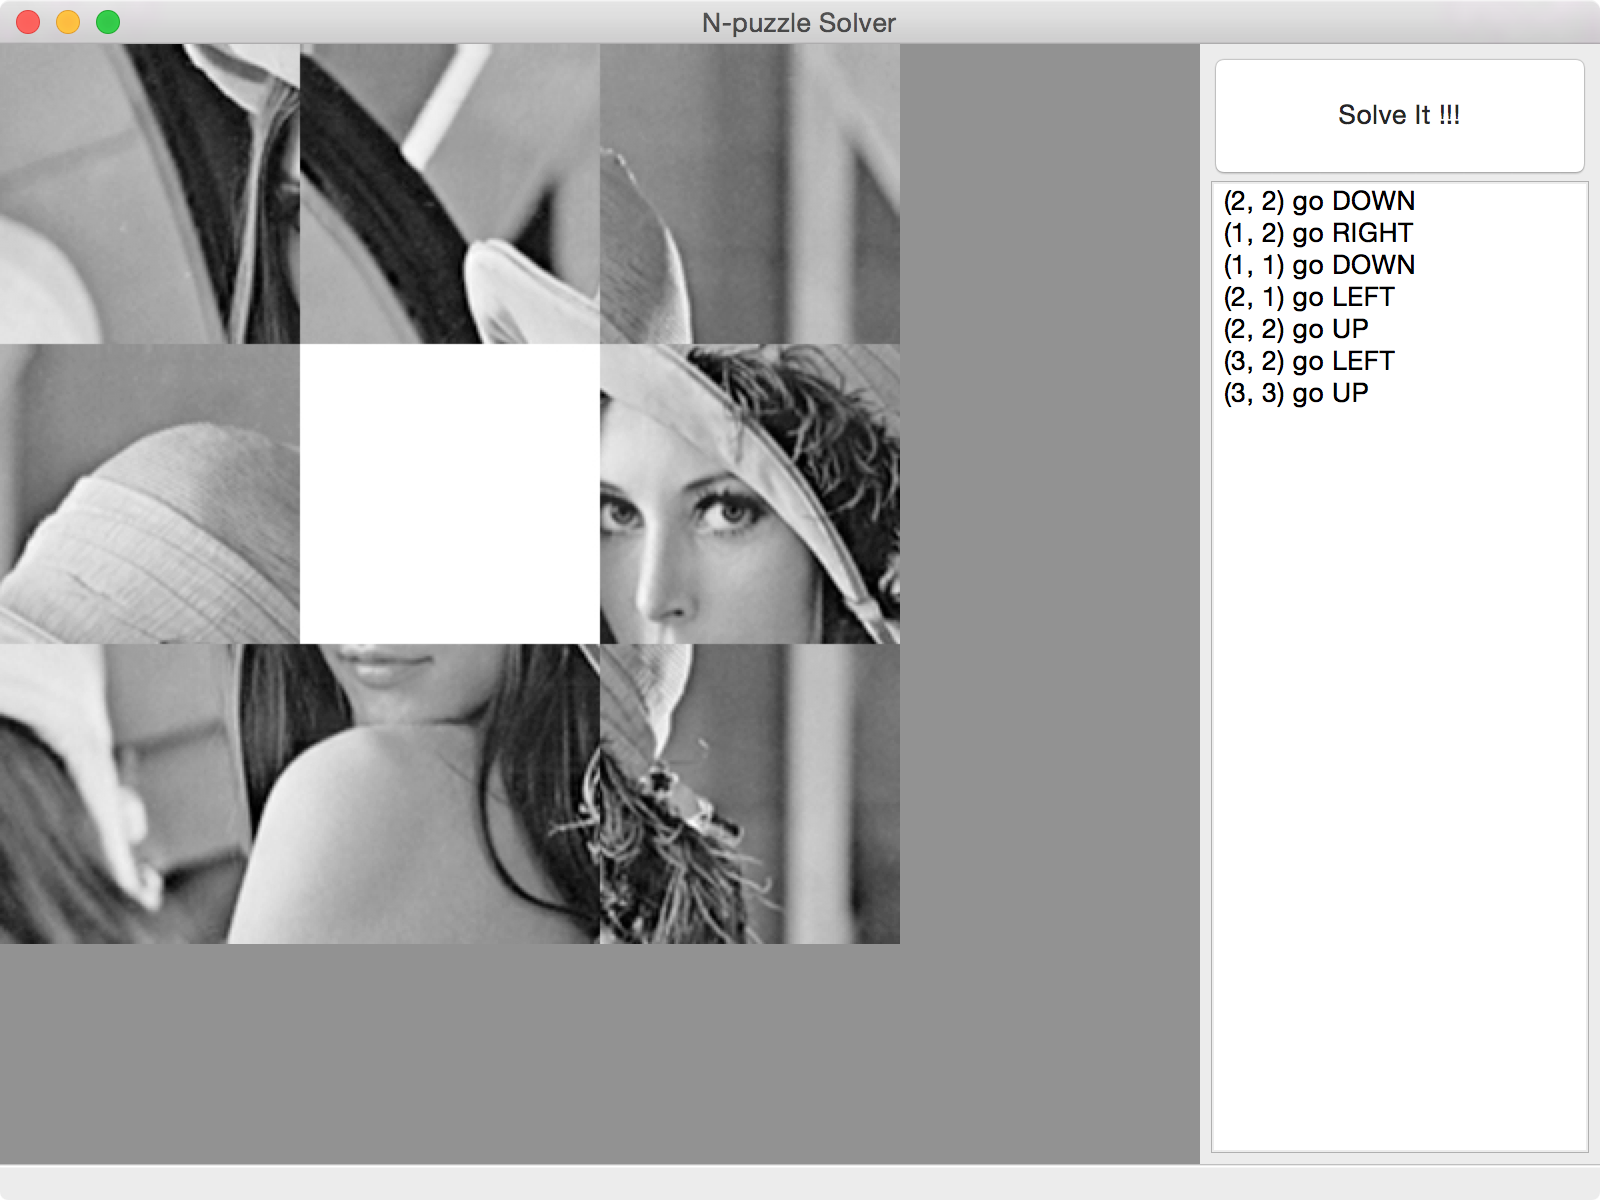 N-puzzle Solver
Solve It !!!
(2, 2) go DOWN
(1, 2) go RIGHT
(1, 1) go DOWN
(2, 1) go LEFT
(2, 2) go UP
(3, 2) go LEFT
(3, 3) go UP